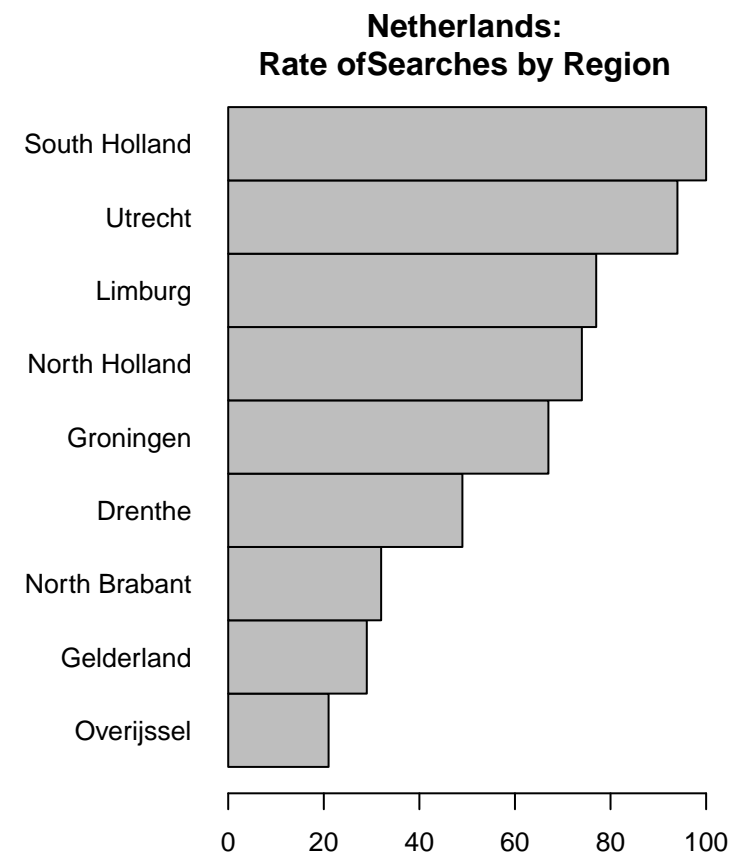 Netherlands:
Rate ofSearches by Region
South Holland
Utrecht
Limburg
North Holland
Groningen
Drenthe
North Brabant
Gelderland
Overijssel
0 20 40 60 80 100